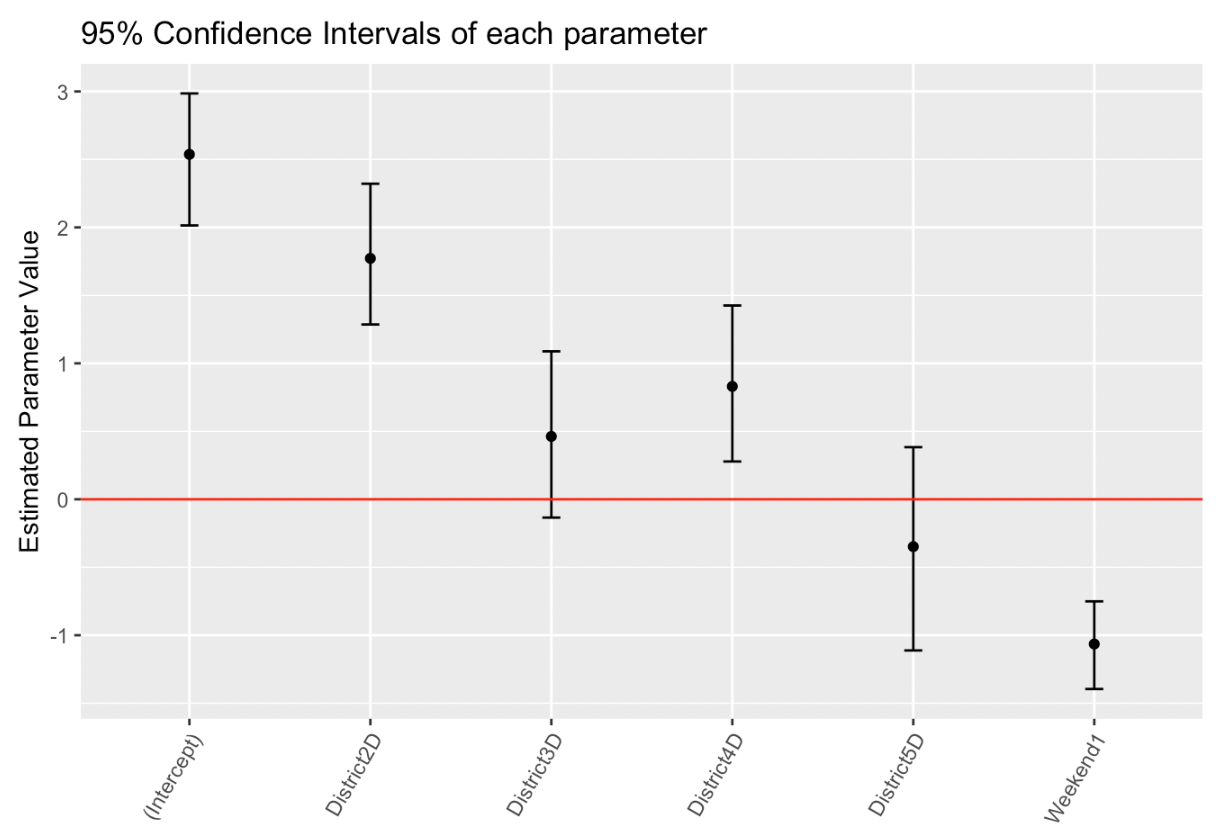 95% Confidence Intervals of each parameter
Estimated Parameter Value
3
2
1
0
-1
(Intercept)
District2D
District3D
District4D
District5D
Weekend1